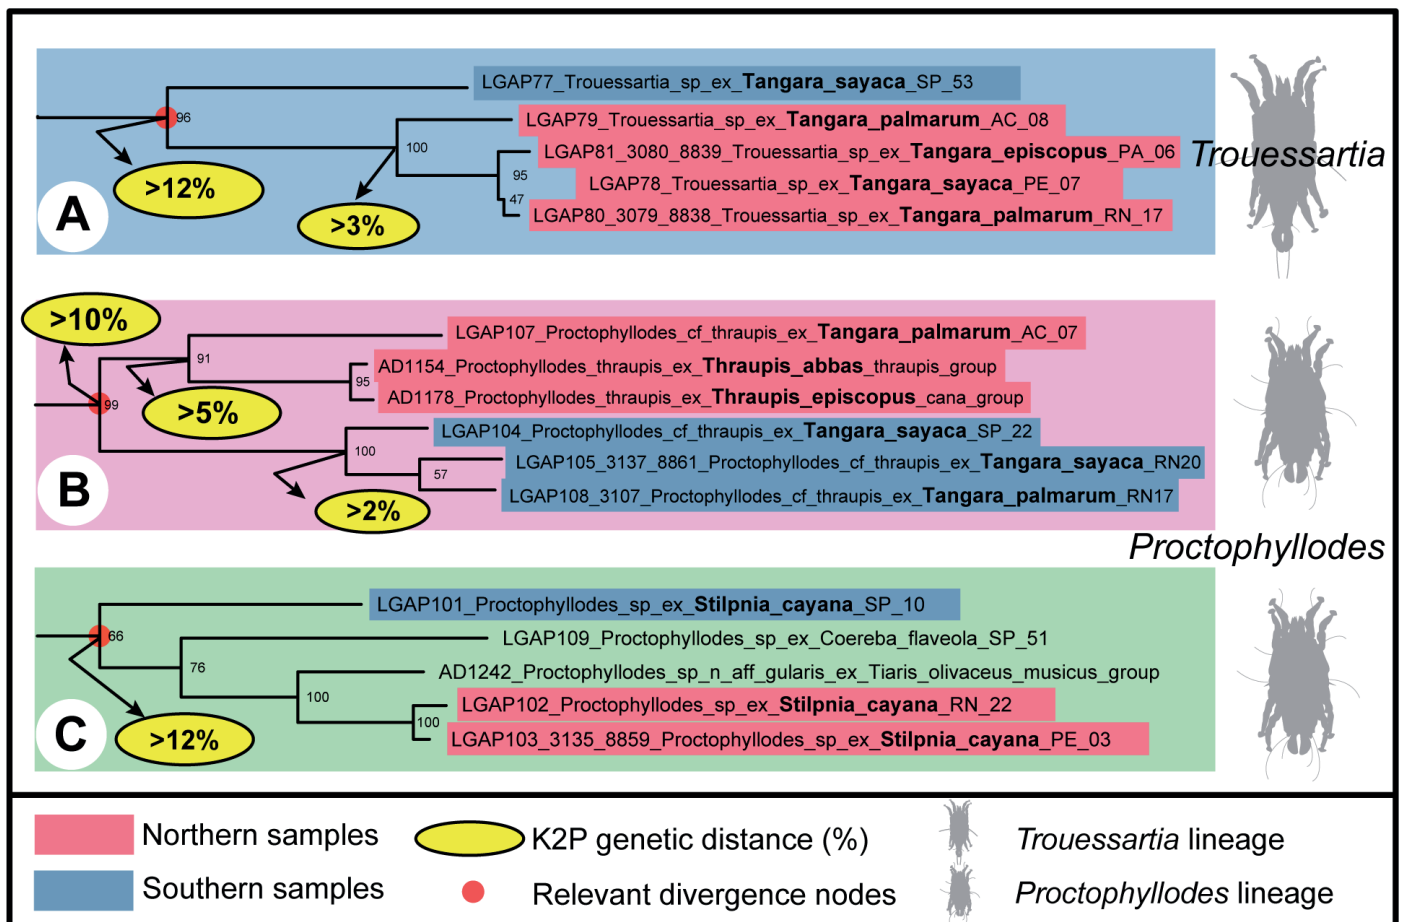 LGAP77_Trouessartia_sp_ex_Tangara_sayaca_SP_53
96
LGAP79_Trouessartia_sp_ex_Tangara_palmarum_AC_08
100
LGAP81_3080_8839_Trouessartia_sp_ex_Tangara_episcopus_PA_06
Trouessartia
95
>12%
LGAP78_Trouessartia_sp_ex_Tangara_sayaca_PE_07
47
A
>3%
LGAP80_3079_8838_Trouessartia_sp_ex_Tangara_palmarum_RN_17
>10%
LGAP107_Proctophyllodes_cf_thraupis_ex_Tangara_palmarum_AC_07
91
AD1154_Proctophyllodes_thraupis_ex_Thraupis_abbas_thraupis_group
95
99
>5%
AD1178_Proctophyllodes_thraupis_ex_Thraupis_episcopus_cana_group
LGAP104_Proctophyllodes_cf_thraupis_ex_Tangara_sayaca_SP_22
100
LGAP105_3137_8861_Proctophyllodes_cf_thraupis_ex_Tangara_sayaca_RN20
57
B
LGAP108_3107_Proctophyllodes_cf_thraupis_ex_Tangara_palmarum_RN17
>2%
Proctophyllodes
LGAP101_Proctophyllodes_sp_ex_Stilpnia_cayana_SP_10
66
LGAP109_Proctophyllodes_sp_ex_Coereba_flaveola_SP_51
76
AD1242_Proctophyllodes_sp_n_aff_gularis_ex_Tiaris_olivaceus_musicus_group
100
LGAP102_Proctophyllodes_sp_ex_Stilpnia_cayana_RN_22
100
C
>12%
LGAP103_3135_8859_Proctophyllodes_sp_ex_Stilpnia_cayana_PE_03
Northern samples
K2P genetic distance (%)
Trouessartia lineage
Southern samples
Relevant divergence nodes
Proctophyllodes lineage